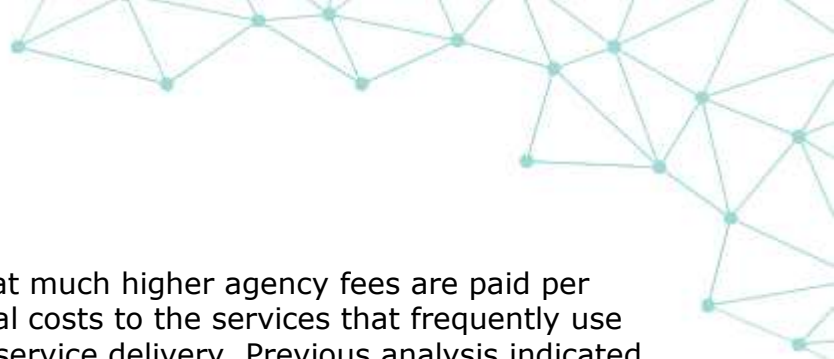 at much higher agency fees are paid per
al costs to the services that frequently use
service delivery. Previous analysis indicated